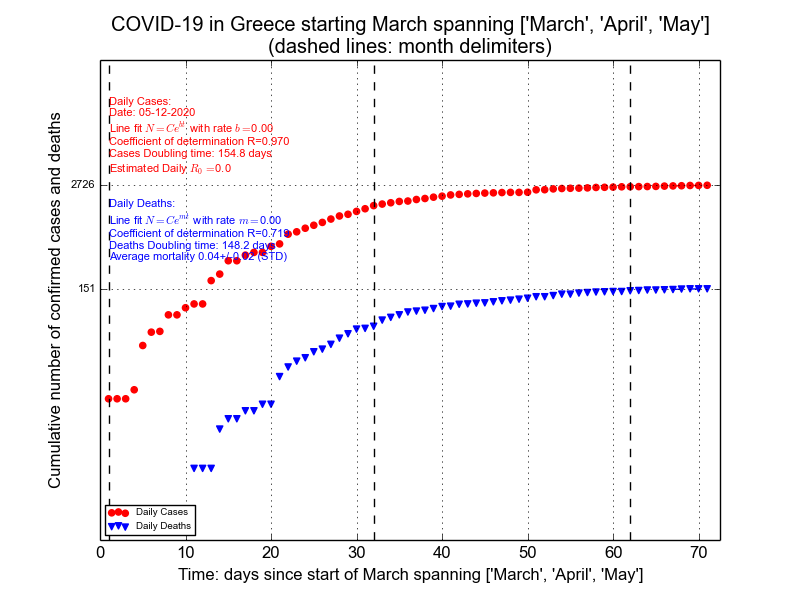 COVID-19 in Greece starting March spanning ['March', 'April', 'May']
(dashed lines: month delimiters)
Daily Cases:
Date: 05-12-2020
Line fit N=Ce^{bt}: with rate b=0.00
Coefficient of determination R=0.970
Cases Doubling time: 154.8 days
Estimated Daily R_0=0.0
2726
Daily Deaths:
Line fit N=Ce^{mt} with rate m=0.00
Coefficient of determination R=0.719
Deaths Doubling time: 148.2 days
Average mortality 0.04+/-0.02 (STD)
151
Cumulative number of confirmed cases and deaths
Daily Cases
Daily Deaths
0 10 20 30 40 50 60 70
Time: days since start of March spanning ['March', 'April', 'May']